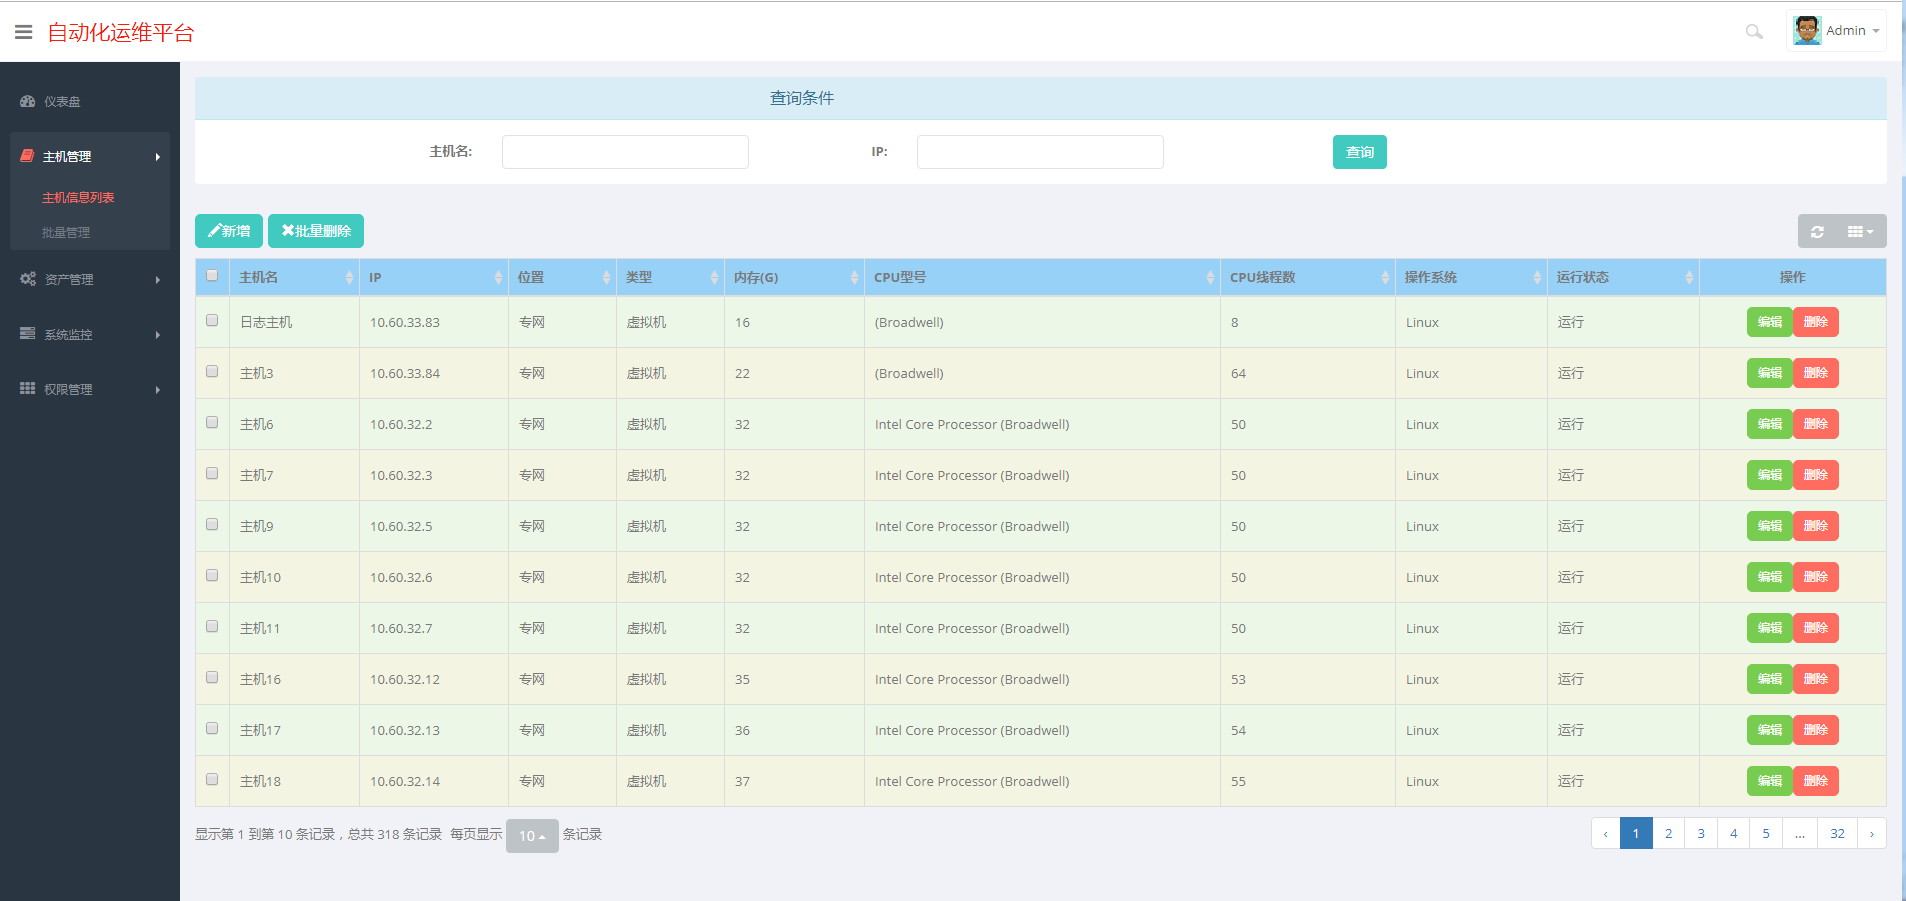 自动化运维平台
Admin
仪表盘
主机管理
主机信息列表
批量管理
资产管理
系统监控
权限管理
查询条件
主机名: IP: 查询
新增 批量删除
主机名 IP 位置 类型 内存(G) CPU型号 CPU线程数 操作系统 运行状态 操作
日志主机 10.60.33.83 专网 虚拟机 16 (Broadwell) 8 Linux 运行 编辑 删除
主机3 10.60.33.84 专网 虚拟机 22 (Broadwell) 64 Linux 运行 编辑 删除
主机6 10.60.32.2 专网 虚拟机 32 Intel Core Processor (Broadwell) 50 Linux 运行 编辑 删除
主机7 10.60.32.3 专网 虚拟机 32 Intel Core Processor (Broadwell) 50 Linux 运行 编辑 删除
主机9 10.60.32.5 专网 虚拟机 32 Intel Core Processor (Broadwell) 50 Linux 运行 编辑 删除
主机10 10.60.32.6 专网 虚拟机 32 Intel Core Processor (Broadwell) 50 Linux 运行 编辑 删除
主机11 10.60.32.7 专网 虚拟机 32 Intel Core Processor (Broadwell) 50 Linux 运行 编辑 删除
主机16 10.60.32.12 专网 虚拟机 35 Intel Core Processor (Broadwell) 53 Linux 运行 编辑 删除
主机17 10.60.32.13 专网 虚拟机 36 Intel Core Processor (Broadwell) 54 Linux 运行 编辑 删除
主机18 10.60.32.14 专网 虚拟机 37 Intel Core Processor (Broadwell) 55 Linux 运行 编辑 删除
显示第 1 到第 10 条记录，总共 318 条记录 每页显示 10 条记录 ‹ 1 2 3 4 5 ... 32 ›